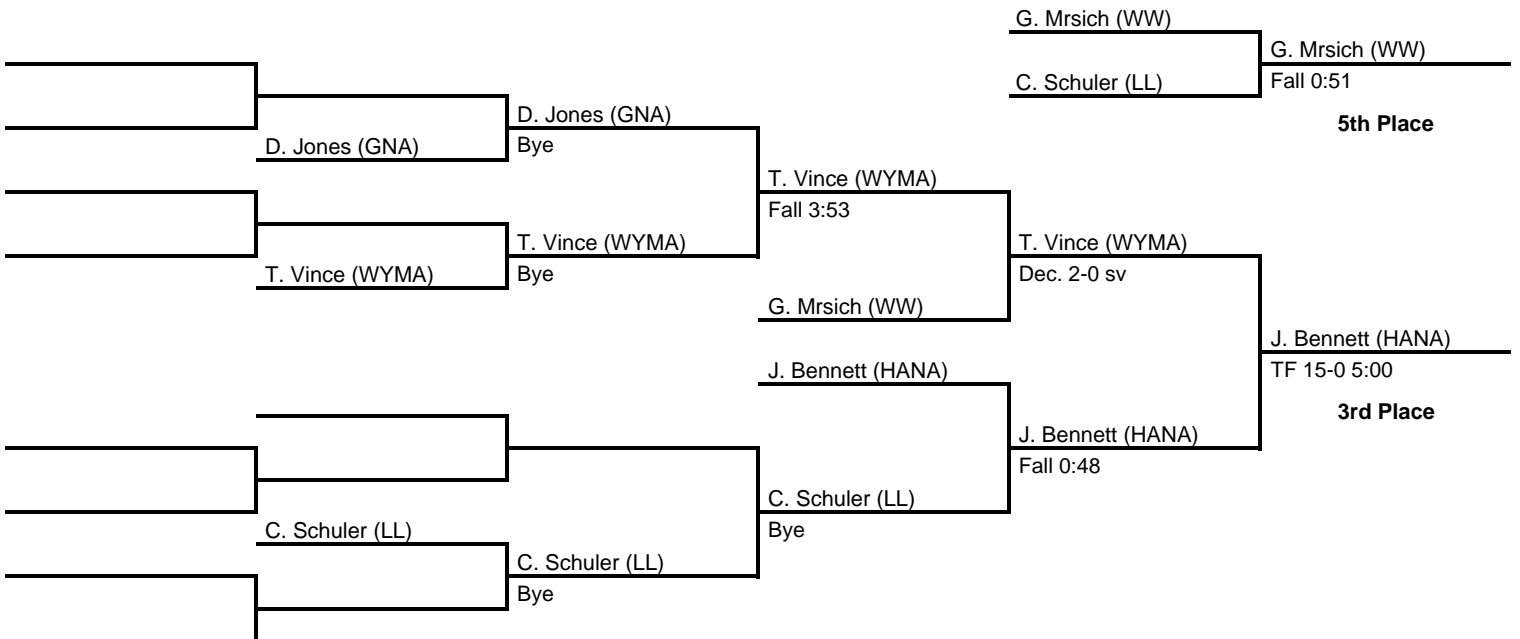 G. Mrsich (WW)
G. Mrsich (WW)
C. Schuler (LL)
Fall 0:51
D. Jones (GNA)
5th Place
D. Jones (GNA)
Bye
T. Vince (WYMA)
Fall 3:53
T. Vince (WYMA)
T. Vince (WYMA)
T. Vince (WYMA)
Bye
Dec. 2-0 sv
G. Mrsich (WW)
J. Bennett (HANA)
J. Bennett (HANA)
TF 15-0 5:00
3rd Place
J. Bennett (HANA)
Fall 0:48
C. Schuler (LL)
Bye
C. Schuler (LL)
C. Schuler (LL)
Bye